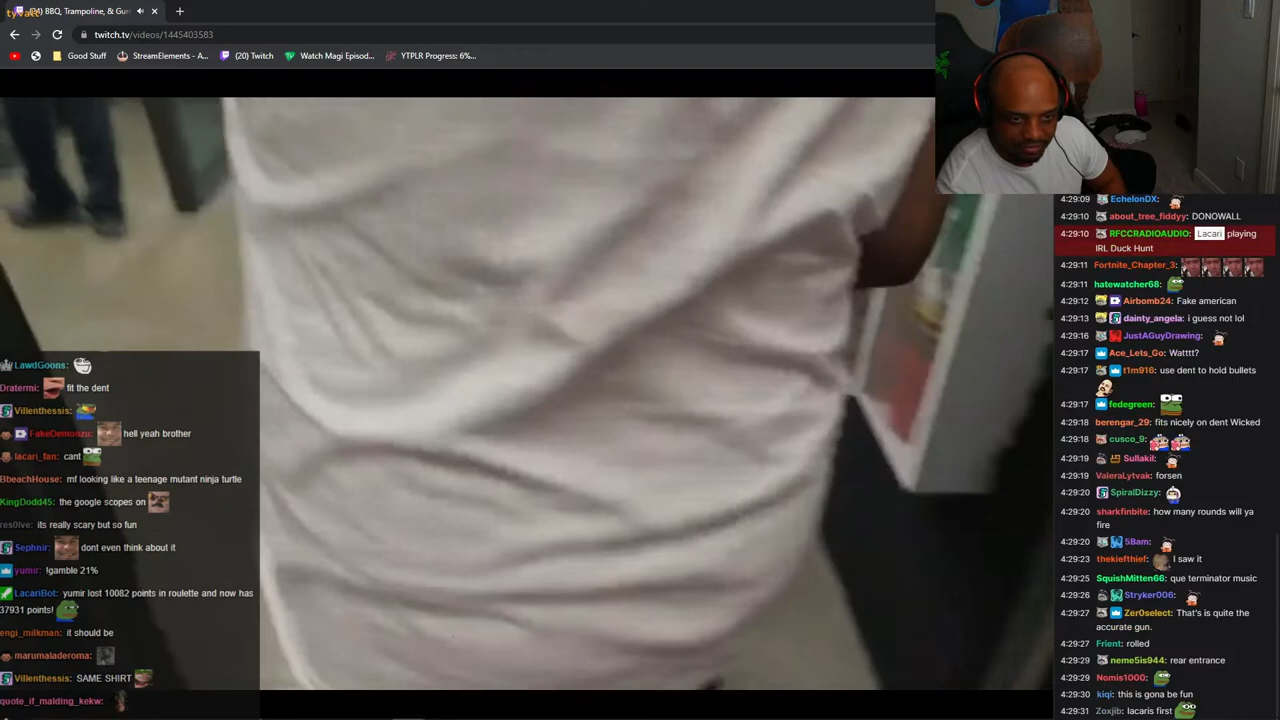 tyvatt
(34) BBQ, Trampoline, & Gun
twitch.tv/videos/1445403583
Good Stuff
StreamElements - A...
(20) Twitch
Watch Magi Episod...
YTPLR Progress: 6%...
LawdGoons:
Dratermi: fit the dent
Villenthessis:
FakeDemonzu: hell yeah brother
lacari_fan: cant
BbeachHouse: mf looking like a teenage mutant ninja turtle
KingDodd45: the google scopes on
res0lve: its really scary but so fun
Sephnir: dont even think about it
yumir: !gamble 21%
LacariBot: yumir lost 10082 points in roulette and now has
37931 points!
engi_milkman: it should be
marumaladeroma:
Villenthessis: SAME SHIRT
quote_if_malding_kekw:
4:29:09 EchelonDX:
4:29:10 about_tree_fiddyy: DONOWALL
4:29:10 RFCCRADIOAUDIO: Lacari playing
IRL Duck Hunt
4:29:11 Fortnite_Chapter_3:
4:29:11 hatewatcher68:
4:29:12 Airbomb24: Fake american
4:29:13 dainty_angela: i guess not lol
4:29:16 JustAGuyDrawing:
4:29:17 Ace_Lets_Go: Watttt?
4:29:17 t1m916: use dent to hold bullets
4:29:17 fedegreen:
4:29:18 berengar_29: fits nicely on dent Wicked
4:29:18 cusco_9:
4:29:19 Sullakil:
4:29:19 ValeraLytvak: forsen
4:29:20 SpiralDizzy:
4:29:20 sharkfinbite: how many rounds will ya
fire
4:29:20 5Bam:
4:29:23 thekiefthief: I saw it
4:29:25 SquishMitten66: que terminator music
4:29:26 Stryker006:
4:29:27 Zer0select: That's is quite the
accurate gun.
4:29:27 Frient: rolled
4:29:29 neme5is944: rear entrance
4:29:29 Nomis1000:
4:29:30 kiqi: this is gona be fun
4:29:31 Zoxjib: lacaris first